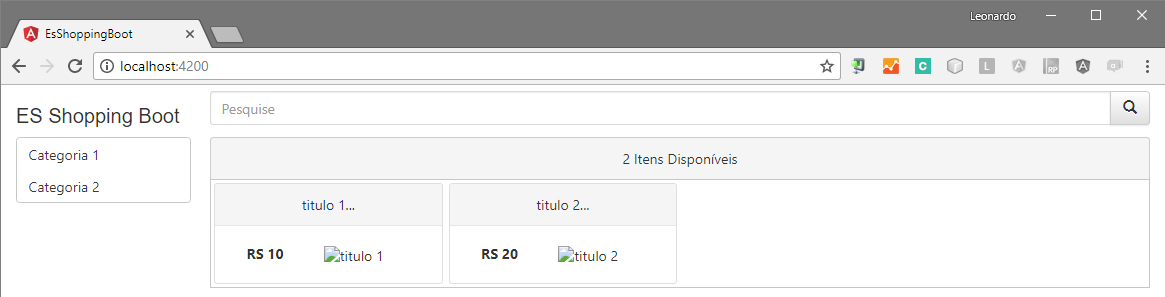 Leonardo
EsShoppingBoot
localhost:4200
ES Shopping Boot
Categoria 1
Categoria 2
Pesquise
2 Itens Disponíveis
titulo 1...
titulo 2...
RS 10
titulo 1
RS 20
titulo 2
C
L
RP